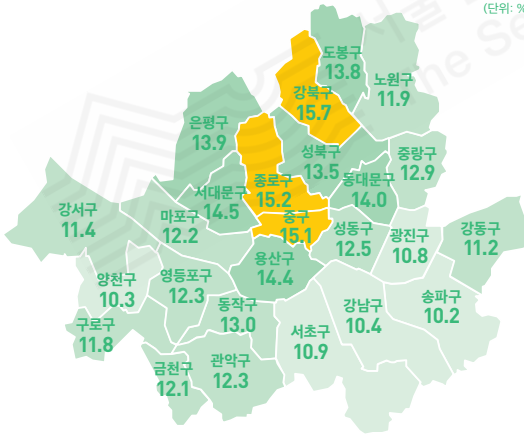 (단위: %
도봉구
13.8
노원구
11.9
강북구
15.7
은평구
13.9
성북구
13.5
중랑구
12.9
종로구
15.2
동대문구
14.0
서대문구
14.5
강서구
11.4
마포구
12.2
중구
15.1
성동구
12.5
광진구
10.8
강동구
11.2
용산구
14.4
양천구
10.3
영등포구
12.3
송파구
10.2
강남구
10.4
동작구
13.0
구로구
11.8
서초구
10.9
관악구
12.3
금천구
12.1